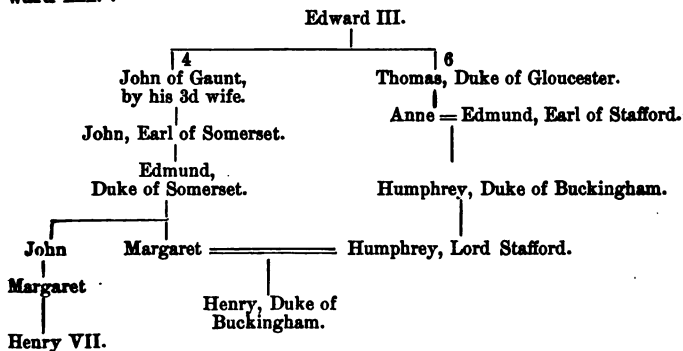 Edward III.
4
6
John of Gaunt,
by his 3d wife.
Thomas, Duke of Gloucester.
Anne = Edmund, Earl of Stafford.
John, Earl of Somerset.
Edmund,
Duke of Somerset.
Humphrey, Duke of Buckingham.
John
Margaret
Humphrey, Lord Stafford.
Margaret
Henry, Duke of
Buckingham.
Henry VII.